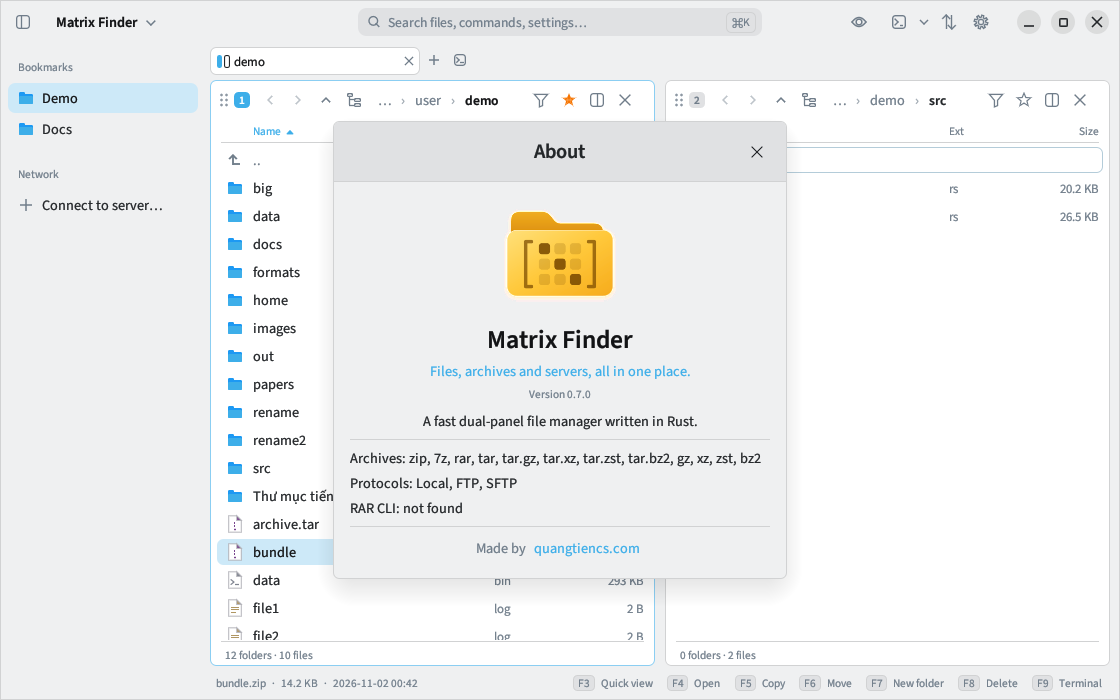 Matrix Finder
Search files, commands, settings…
⌘K
Bookmarks
Demo
Docs
Network
Connect to server…
demo
1
… › user › demo
Name
..
big
data
docs
formats
home
images
out
papers
rename
rename2
src
Thư mục tiến
archive.tar
bundle
data bin 293 KB
file1 log 2 B
file2 log 2 B
12 folders · 10 files
2
… › demo › src
Ext Size
rs 20.2 KB
rs 26.5 KB
0 folders · 2 files
About
Matrix Finder
Files, archives and servers, all in one place.
Version 0.7.0
A fast dual-panel file manager written in Rust.
Archives: zip, 7z, rar, tar, tar.gz, tar.xz, tar.zst, tar.bz2, gz, xz, zst, bz2
Protocols: Local, FTP, SFTP
RAR CLI: not found
Made by quangtiencs.com
bundle.zip · 14.2 KB · 2026-11-02 00:42
F3 Quick view F4 Open F5 Copy F6 Move F7 New folder F8 Delete F9 Terminal